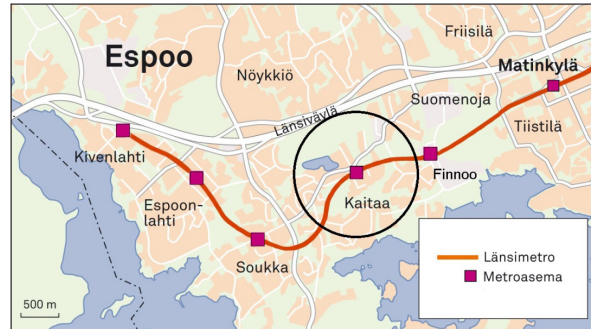 Espoo
Friisilä
Nöykkiö
Matinkylä
Länsiväylä
Suomenoja
Tiistilä
Kivenlahti
Finnoo
Espoon-
lahti
Kaitaa
Soukka
Länsimetro
Metroasema
500 m